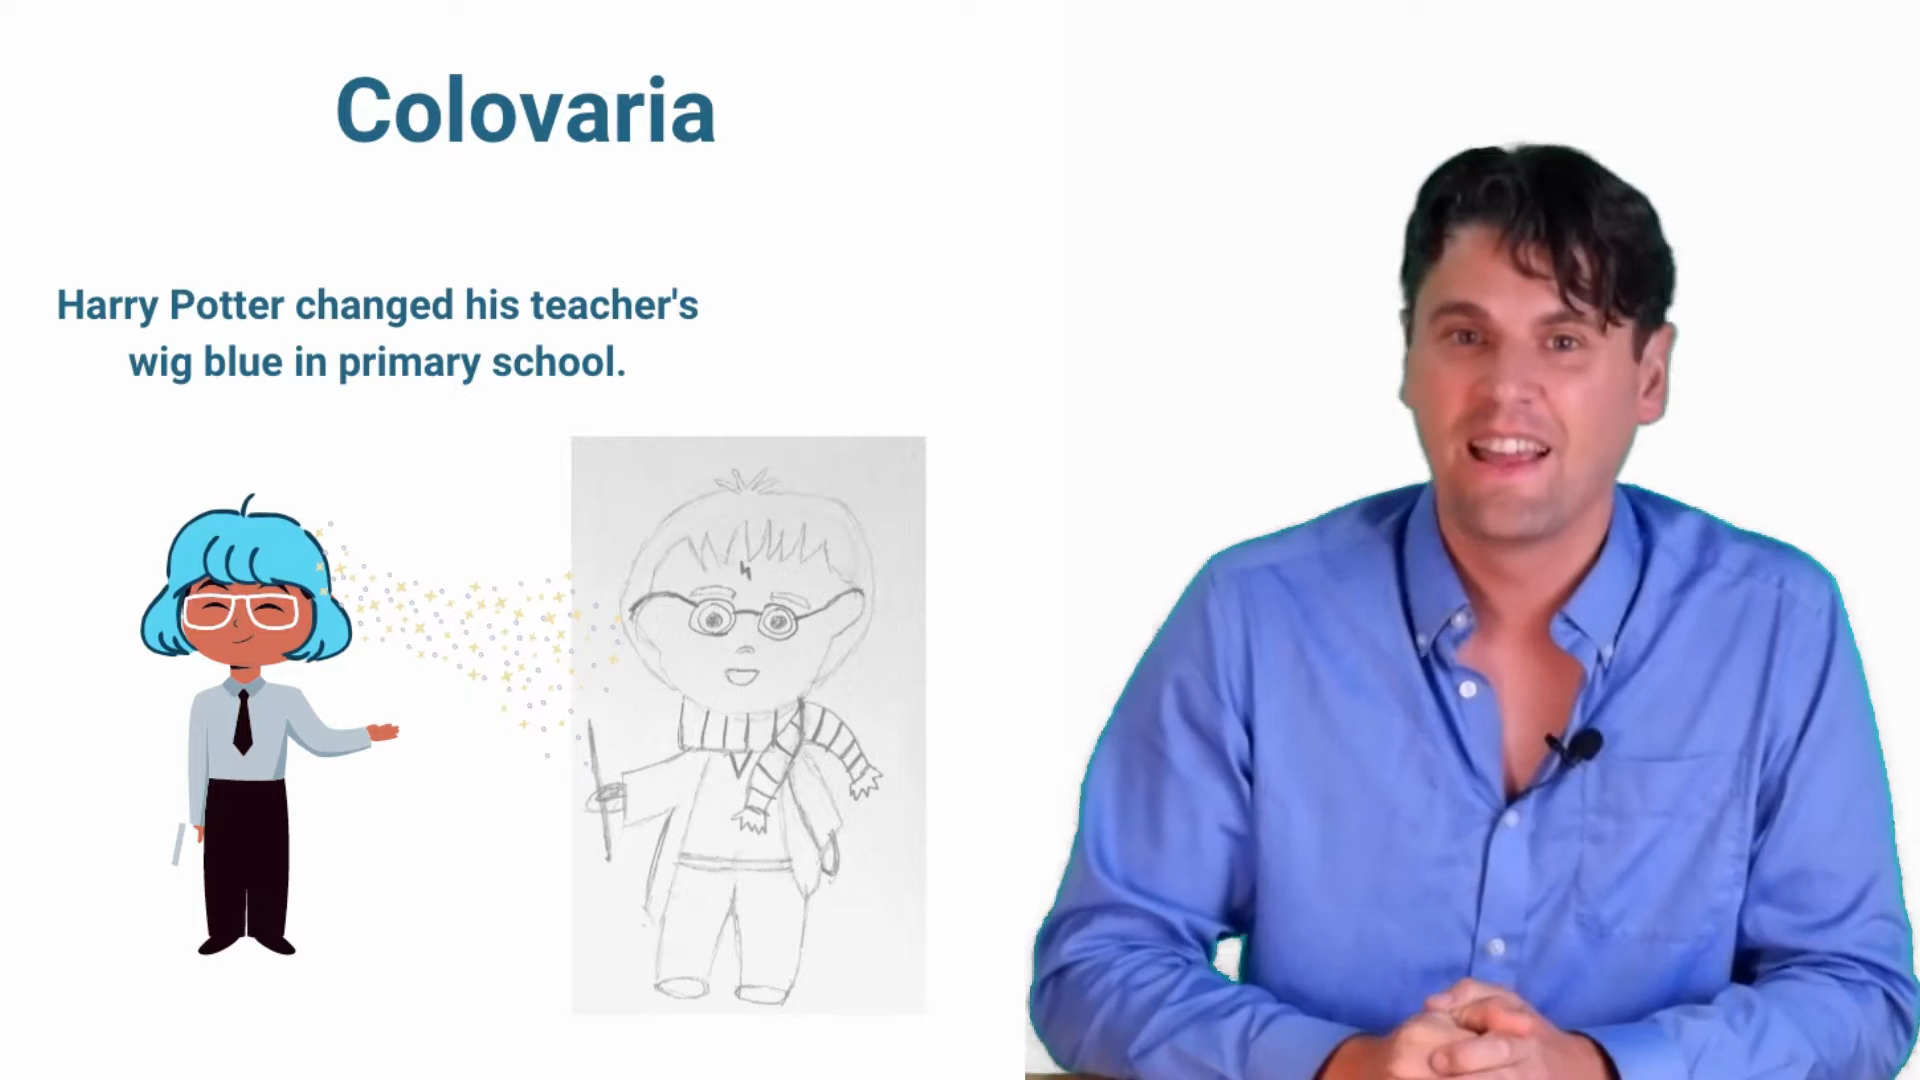 Colovaria
Harry Potter changed his teacher's
wig blue in primary school.